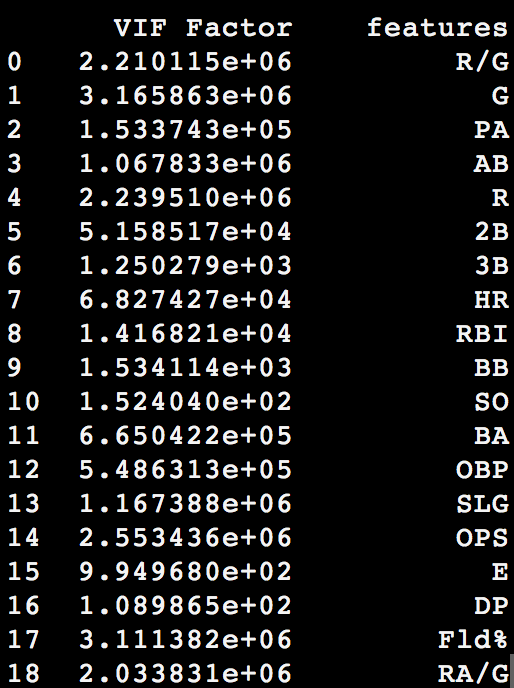 VIF Factor features
0 2.210115e+06 R/G
1 3.165863e+06 G
2 1.533743e+05 PA
3 1.067833e+06 AB
4 2.239510e+06 R
5 5.158517e+04 2B
6 1.250279e+03 3B
7 6.827427e+04 HR
8 1.416821e+04 RBI
9 1.534114e+03 BB
10 1.524040e+02 SO
11 6.650422e+05 BA
12 5.486313e+05 OBP
13 1.167388e+06 SLG
14 2.553436e+06 OPS
15 9.949680e+02 E
16 1.089865e+02 DP
17 3.111382e+06 Fld%
18 2.033831e+06 RA/G